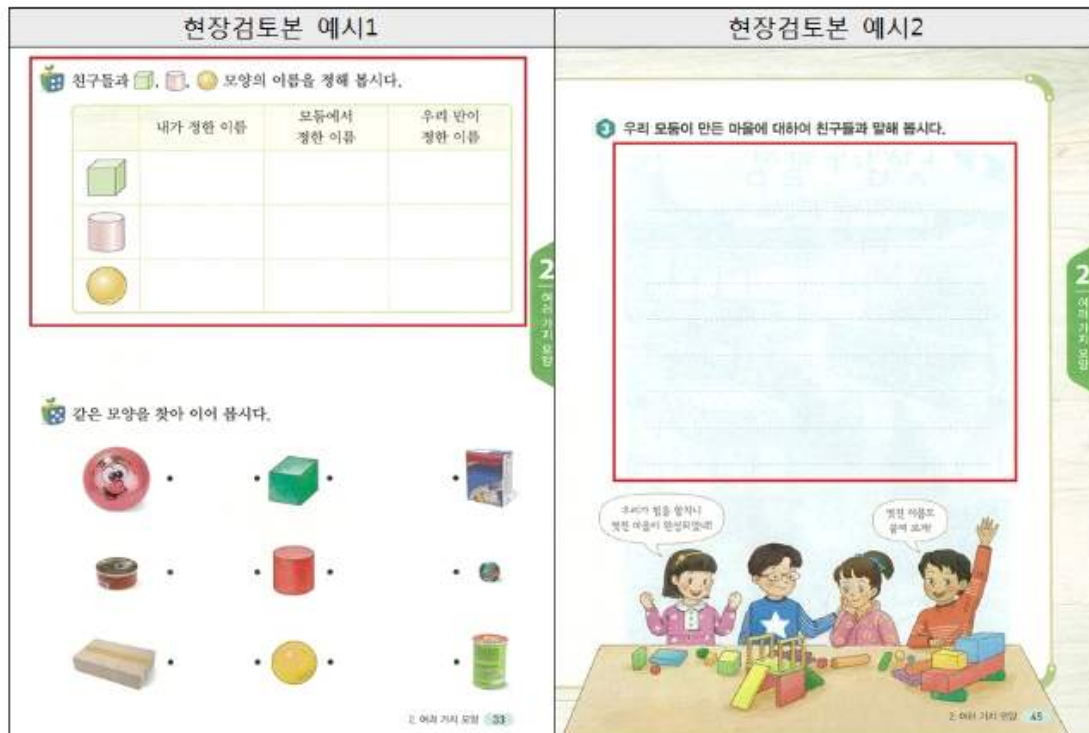 현장검토본 예시1
친구들과 , , 모양의 이름을 정해 봅시다.
내가 정한 이름
모둠에서
정한 이름
우리 반이
정한 이름
2
여러 가지 모양
같은 모양을 찾아 이어 봅시다.
2. 여러 가지 모양 33
현장검토본 예시2
3 우리 모둠이 만든 마을에 대하여 친구들과 말해 봅시다.
2
여러 가지 모양
우리가 힘을 합치니
멋진 마을이 완성되었네!
멋진 이름도
붙여 보자!
2. 여러 가지 모양 45